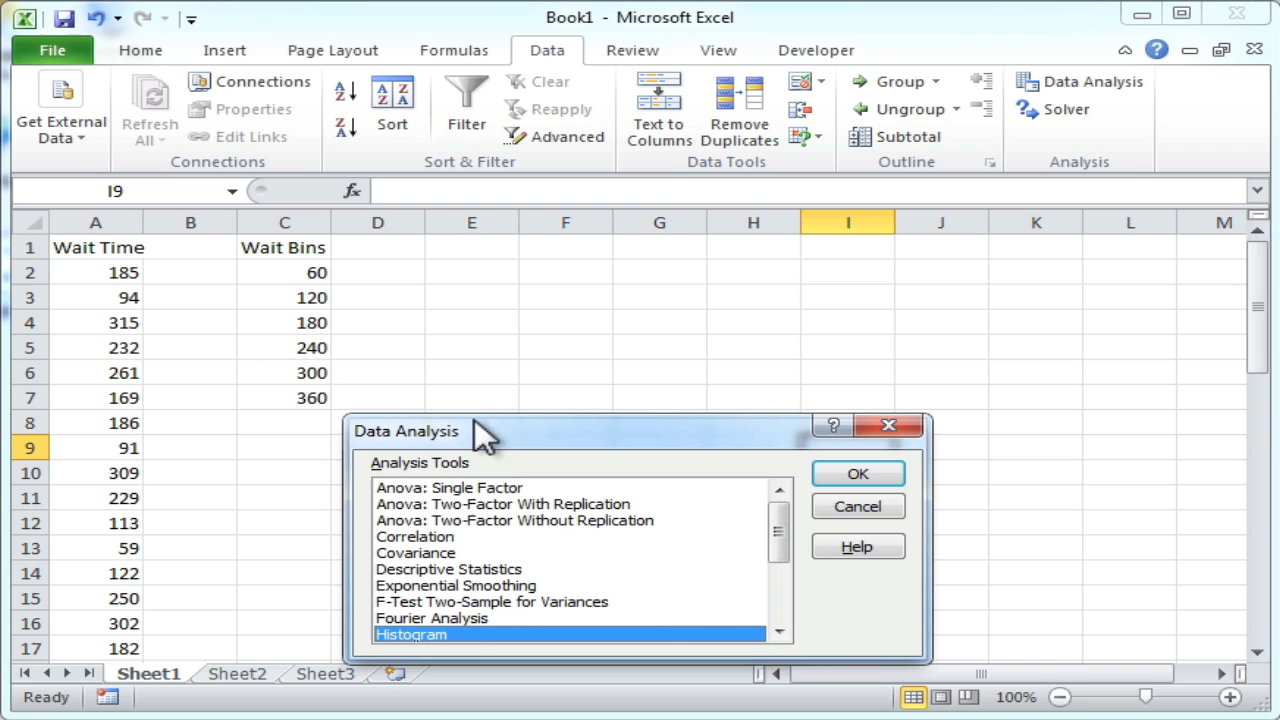 Book1 - Microsoft Excel
File Home Insert Page Layout Formulas Data Review View Developer
Get External Data
Refresh All
Connections
Properties
Edit Links
Connections
Sort
Filter
Clear
Reapply
Advanced
Sort & Filter
Text to Columns
Remove Duplicates
Data Tools
Group
Ungroup
Subtotal
Outline
Data Analysis
Solver
Analysis
I9 fx
A B C D E F G H I J K L M
1 Wait Time Wait Bins
2 185 60
3 94 120
4 315 180
5 232 240
6 261 300
7 169 360
8 186
9 91
10 309
11 229
12 113
13 59
14 122
15 250
16 302
17 182
Data Analysis
Analysis Tools
Anova: Single Factor
Anova: Two-Factor With Replication
Anova: Two-Factor Without Replication
Correlation
Covariance
Descriptive Statistics
Exponential Smoothing
F-Test Two-Sample for Variances
Fourier Analysis
Histogram
OK
Cancel
Help
Sheet1 Sheet2 Sheet3
Ready 100%